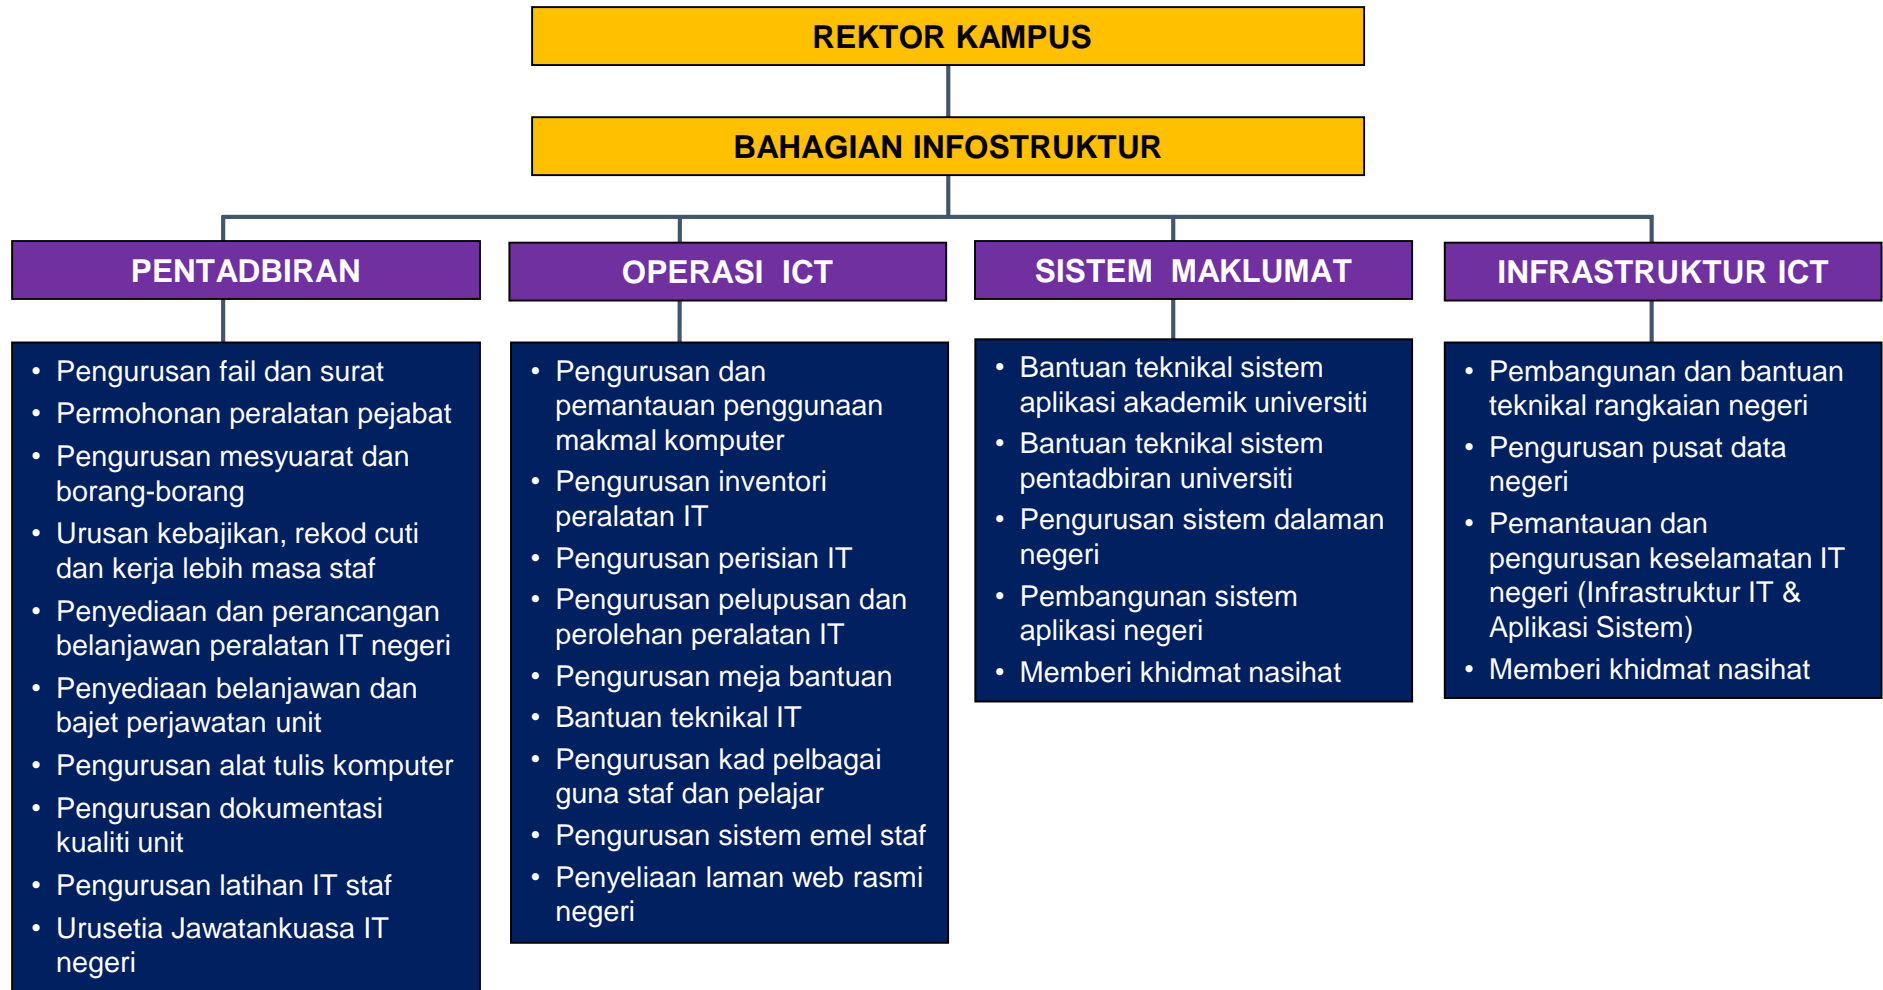 REKTOR KAMPUS
BAHAGIAN INFOSTRUKTUR
PENTADBIRAN
• Pengurusan fail dan surat
• Permohonan peralatan pejabat
• Pengurusan mesyuarat dan
borang-borang
• Urusan kebajikan, rekod cuti
dan kerja lebih masa staf
• Penyediaan dan perancangan
belanjawan peralatan IT negeri
• Penyediaan belanjawan dan
bajet perjawatan unit
• Pengurusan alat tulis komputer
• Pengurusan dokumentasi
kualiti unit
• Pengurusan latihan IT staf
• Urusetia Jawatankuasa IT
negeri
OPERASI ICT
• Pengurusan dan
pemantauan penggunaan
makmal komputer
• Pengurusan inventori
peralatan IT
• Pengurusan perisian IT
• Pengurusan pelupusan dan
perolehan peralatan IT
• Pengurusan meja bantuan
• Bantuan teknikal IT
• Pengurusan kad pelbagai
guna staf dan pelajar
• Pengurusan sistem emel staf
• Penyeliaan laman web rasmi
negeri
SISTEM MAKLUMAT
• Bantuan teknikal sistem
aplikasi akademik universiti
• Bantuan teknikal sistem
pentadbiran universiti
• Pengurusan sistem dalaman
negeri
• Pembangunan sistem
aplikasi negeri
• Memberi khidmat nasihat
INFRASTRUKTUR ICT
• Pembangunan dan bantuan
teknikal rangkaian negeri
• Pengurusan pusat data
negeri
• Pemantauan dan
pengurusan keselamatan IT
negeri (Infrastruktur IT &
Aplikasi Sistem)
• Memberi khidmat nasihat